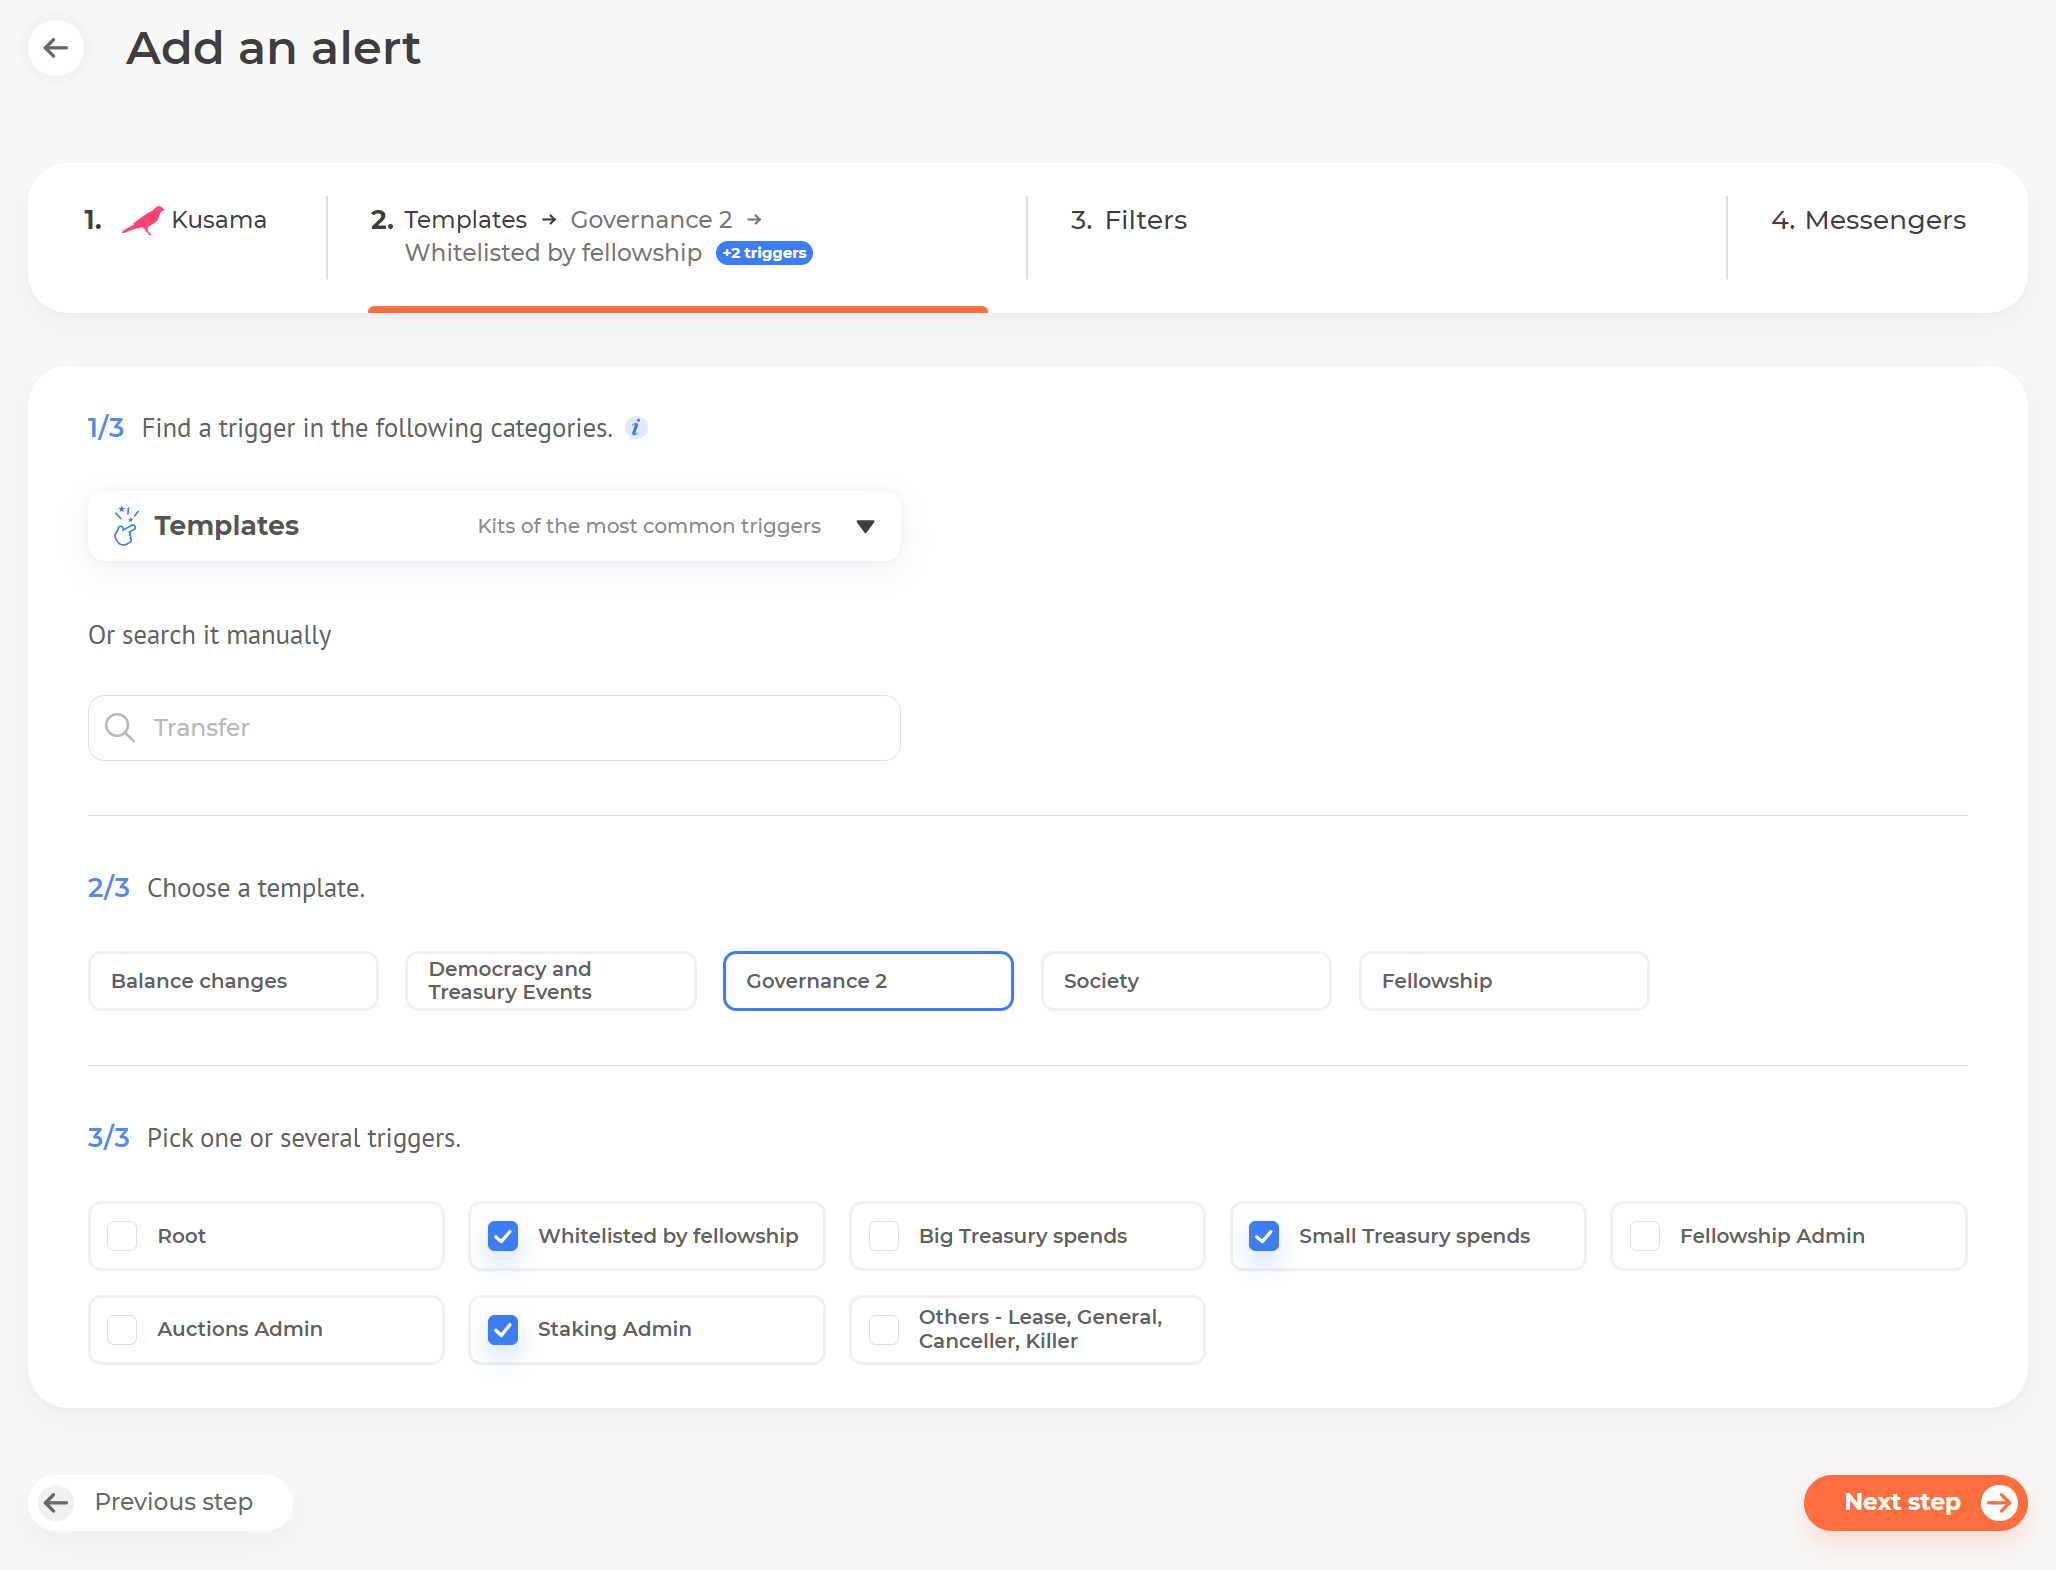 Add an alert
1. Kusama
2. Templates → Governance 2 →
Whitelisted by fellowship +2 triggers
3. Filters
4. Messengers
1/3 Find a trigger in the following categories. i
Templates Kits of the most common triggers
Or search it manually
Transfer
2/3 Choose a template.
Balance changes
Democracy and
Treasury Events
Governance 2
Society
Fellowship
3/3 Pick one or several triggers.
Root
Whitelisted by fellowship
Big Treasury spends
Small Treasury spends
Fellowship Admin
Auctions Admin
Staking Admin
Others - Lease, General,
Canceller, Killer
Previous step
Next step